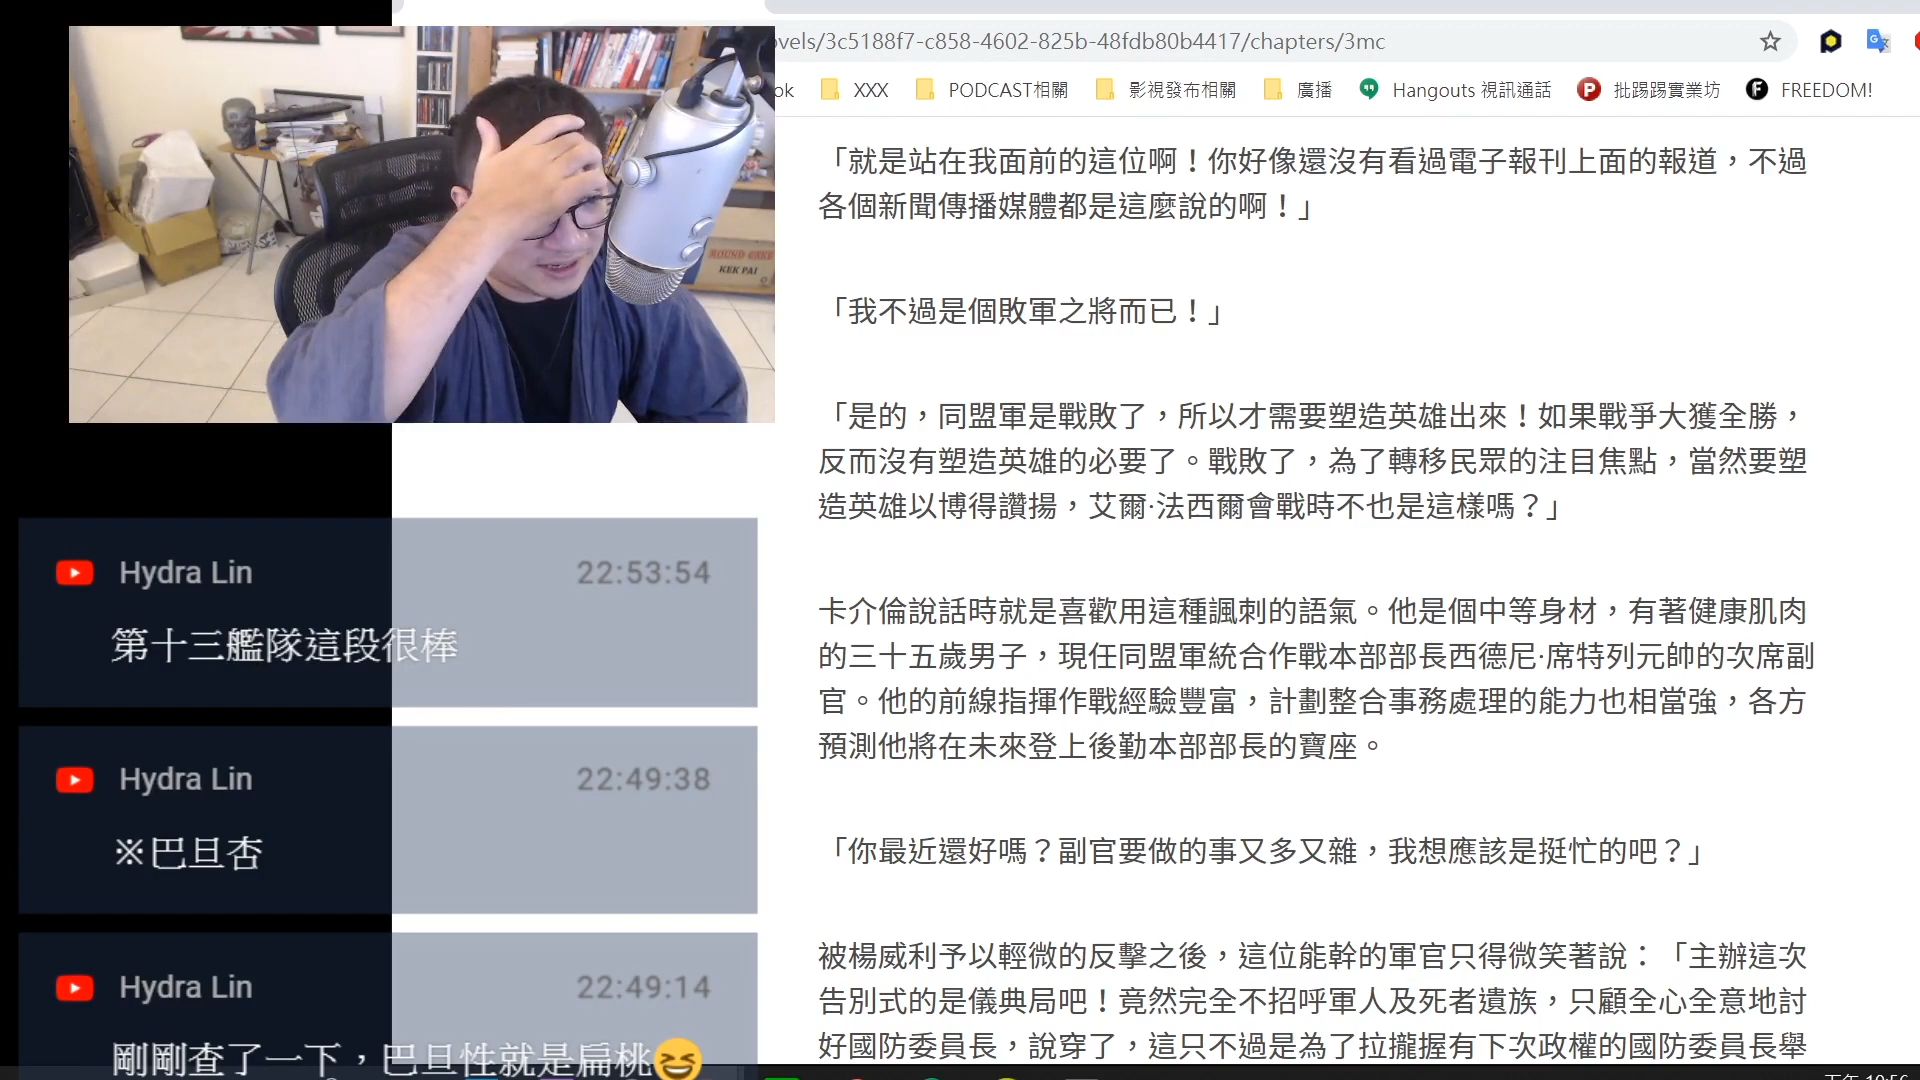 ovels/3c5188f7-c858-4602-825b-48fdb80b4417/chapters/3mc
ok XXX PODCAST相關 影視發布相關 廣播 Hangouts 視訊通話 批踢踢實業坊 FREEDOM!
「就是站在我面前的這位啊！你好像還沒有看過電子報刊上面的報道，不過
各個新聞傳播媒體都是這麼說的啊！」
「我不過是個敗軍之將而已！」
「是的，同盟軍是戰敗了，所以才需要塑造英雄出來！如果戰爭大獲全勝，
反而沒有塑造英雄的必要了。戰敗了，為了轉移民眾的注目焦點，當然要塑
造英雄以博得讚揚，艾爾·法西爾會戰時不也是這樣嗎？」
卡介倫說話時就是喜歡用這種諷刺的語氣。他是個中等身材，有著健康肌肉
的三十五歲男子，現任同盟軍統合作戰本部部長西德尼·席特列元帥的次席副
官。他的前線指揮作戰經驗豐富，計劃整合事務處理的能力也相當強，各方
預測他將在未來登上後勤本部部長的寶座。
「你最近還好嗎？副官要做的事又多又雜，我想應該是挺忙的吧？」
被楊威利予以輕微的反擊之後，這位能幹的軍官只得微笑著說：「主辦這次
告別式的是儀典局吧！竟然完全不招呼軍人及死者遺族，只顧全心全意地討
好國防委員長，說穿了，這只不過是為了拉攏握有下次政權的國防委員長舉
ROUND CAKE
KEK PAI
Hydra Lin 22:53:54
第十三艦隊這段很棒
Hydra Lin 22:49:38
※巴旦杏
Hydra Lin 22:49:14
剛剛查了一下，巴旦性就是扁桃😆
下午 10:56